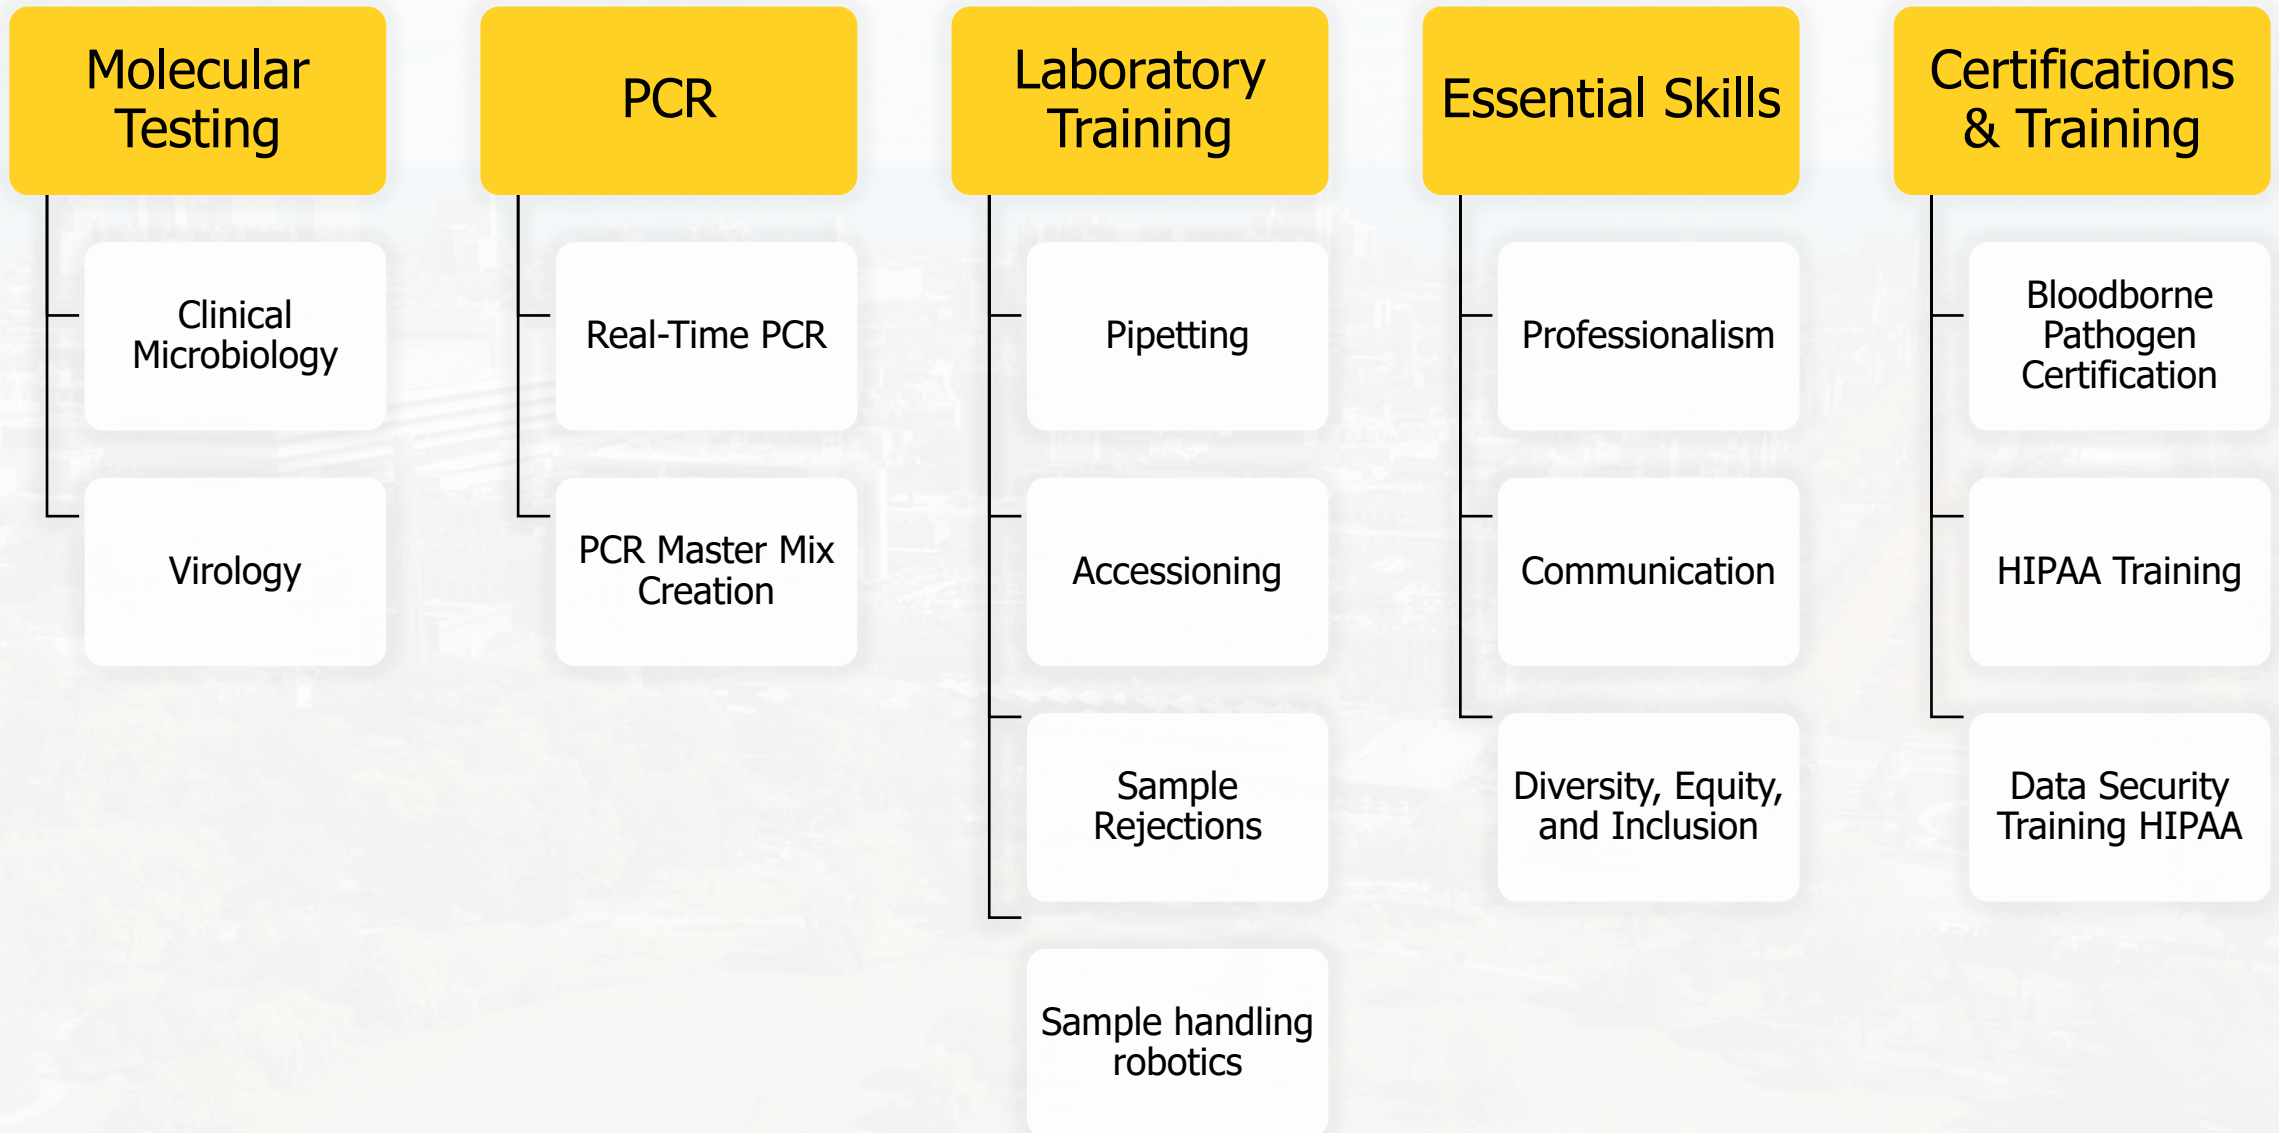 Molecular
Testing
Clinical
Microbiology
Virology
PCR
Real-Time PCR
PCR Master Mix
Creation
Laboratory
Training
Pipetting
Accessioning
Sample
Rejections
Sample handling
robotics
Essential Skills
Professionalism
Communication
Diversity, Equity,
and Inclusion
Certifications
& Training
Bloodborne
Pathogen
Certification
HIPAA Training
Data Security
Training HIPAA